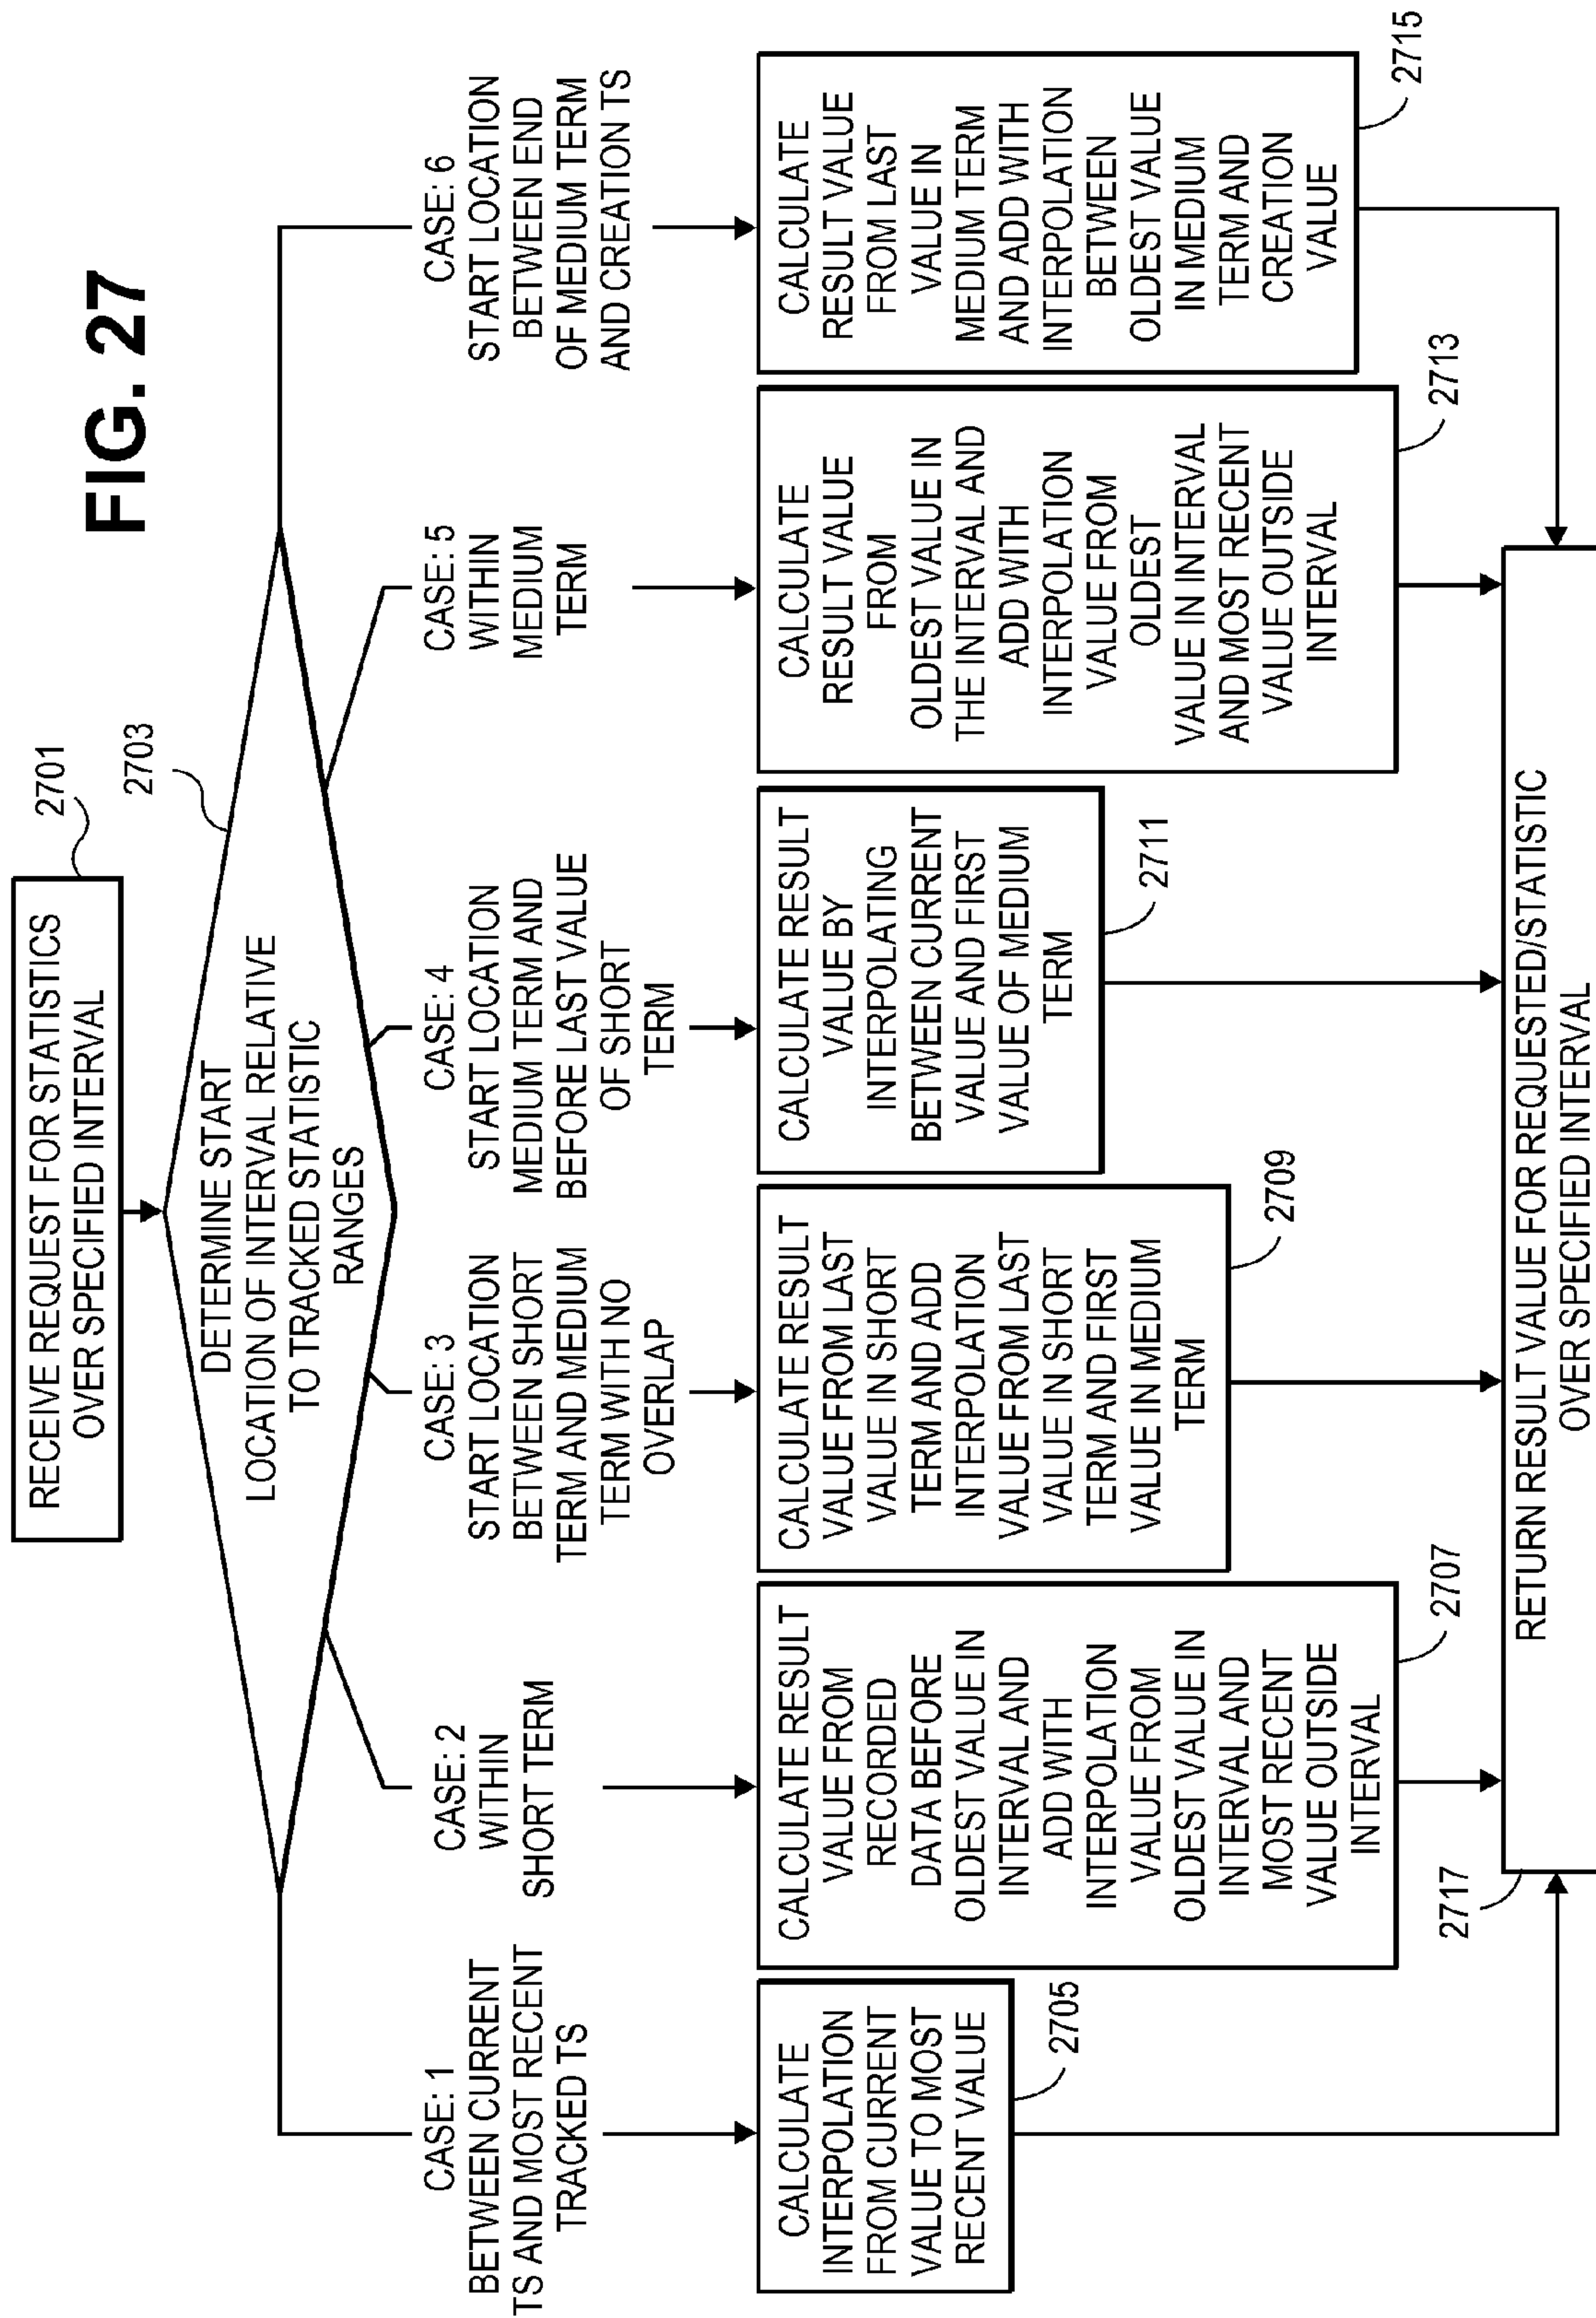 FIG. 27
RECEIVE REQUEST FOR STATISTICS
OVER SPECIFIED INTERVAL
2701
DETERMINE START
LOCATION OF INTERVAL RELATIVE
TO TRACKED STATISTIC
RANGES
2703
CASE: 1
BETWEEN CURRENT
TS AND MOST RECENT
TRACKED TS
CASE: 2
WITHIN
SHORT TERM
CASE: 3
START LOCATION
BETWEEN SHORT
TERM AND MEDIUM
TERM WITH NO
OVERLAP
CASE: 4
START LOCATION
MEDIUM TERM AND
BEFORE LAST VALUE
OF SHORT
TERM
CASE: 5
WITHIN
MEDIUM
TERM
CASE: 6
START LOCATION
BETWEEN END
OF MEDIUM TERM
AND CREATION TS
CALCULATE
INTERPOLATION
FROM CURRENT
VALUE TO MOST
RECENT VALUE
2705
CALCULATE RESULT
VALUE FROM
RECORDED
DATA BEFORE
OLDEST VALUE IN
INTERVAL AND
ADD WITH
INTERPOLATION
VALUE FROM
OLDEST VALUE IN
INTERVAL AND
MOST RECENT
VALUE OUTSIDE
INTERVAL
2707
CALCULATE RESULT
VALUE FROM LAST
VALUE IN SHORT
TERM AND ADD
INTERPOLATION
VALUE FROM LAST
VALUE IN SHORT
TERM AND FIRST
VALUE IN MEDIUM
TERM
2709
CALCULATE RESULT
VALUE BY
INTERPOLATING
BETWEEN CURRENT
VALUE AND FIRST
VALUE OF MEDIUM
TERM
2711
CALCULATE
RESULT VALUE
FROM
OLDEST VALUE IN
THE INTERVAL AND
ADD WITH
INTERPOLATION
VALUE FROM
OLDEST
VALUE IN INTERVAL
AND MOST RECENT
VALUE OUTSIDE
INTERVAL
2713
CALCULATE
RESULT VALUE
FROM LAST
VALUE IN
MEDIUM TERM
AND ADD WITH
INTERPOLATION
BETWEEN
OLDEST VALUE
IN MEDIUM
TERM AND
CREATION
VALUE
2715
2717
RETURN RESULT VALUE FOR REQUESTED/STATISTIC
OVER SPECIFIED INTERVAL